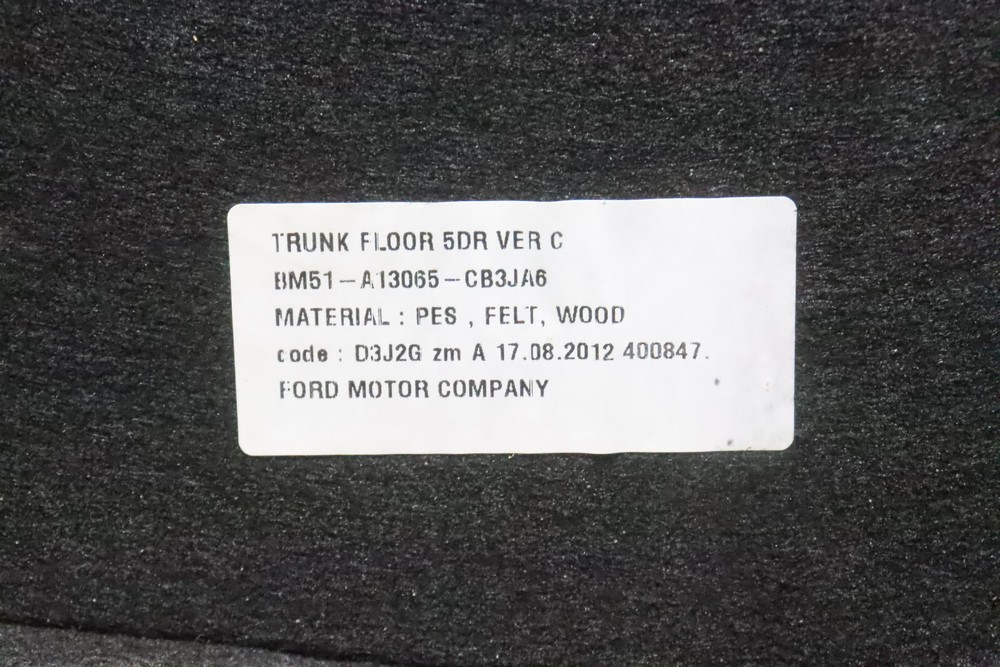 TRUNK FLOOR 5DR VER C
BM51-A13065-CB3JA6
MATERIAL : PES , FELT, WOOD
code : D3J2G zm A 17.08.2012 400847.
FORD MOTOR COMPANY